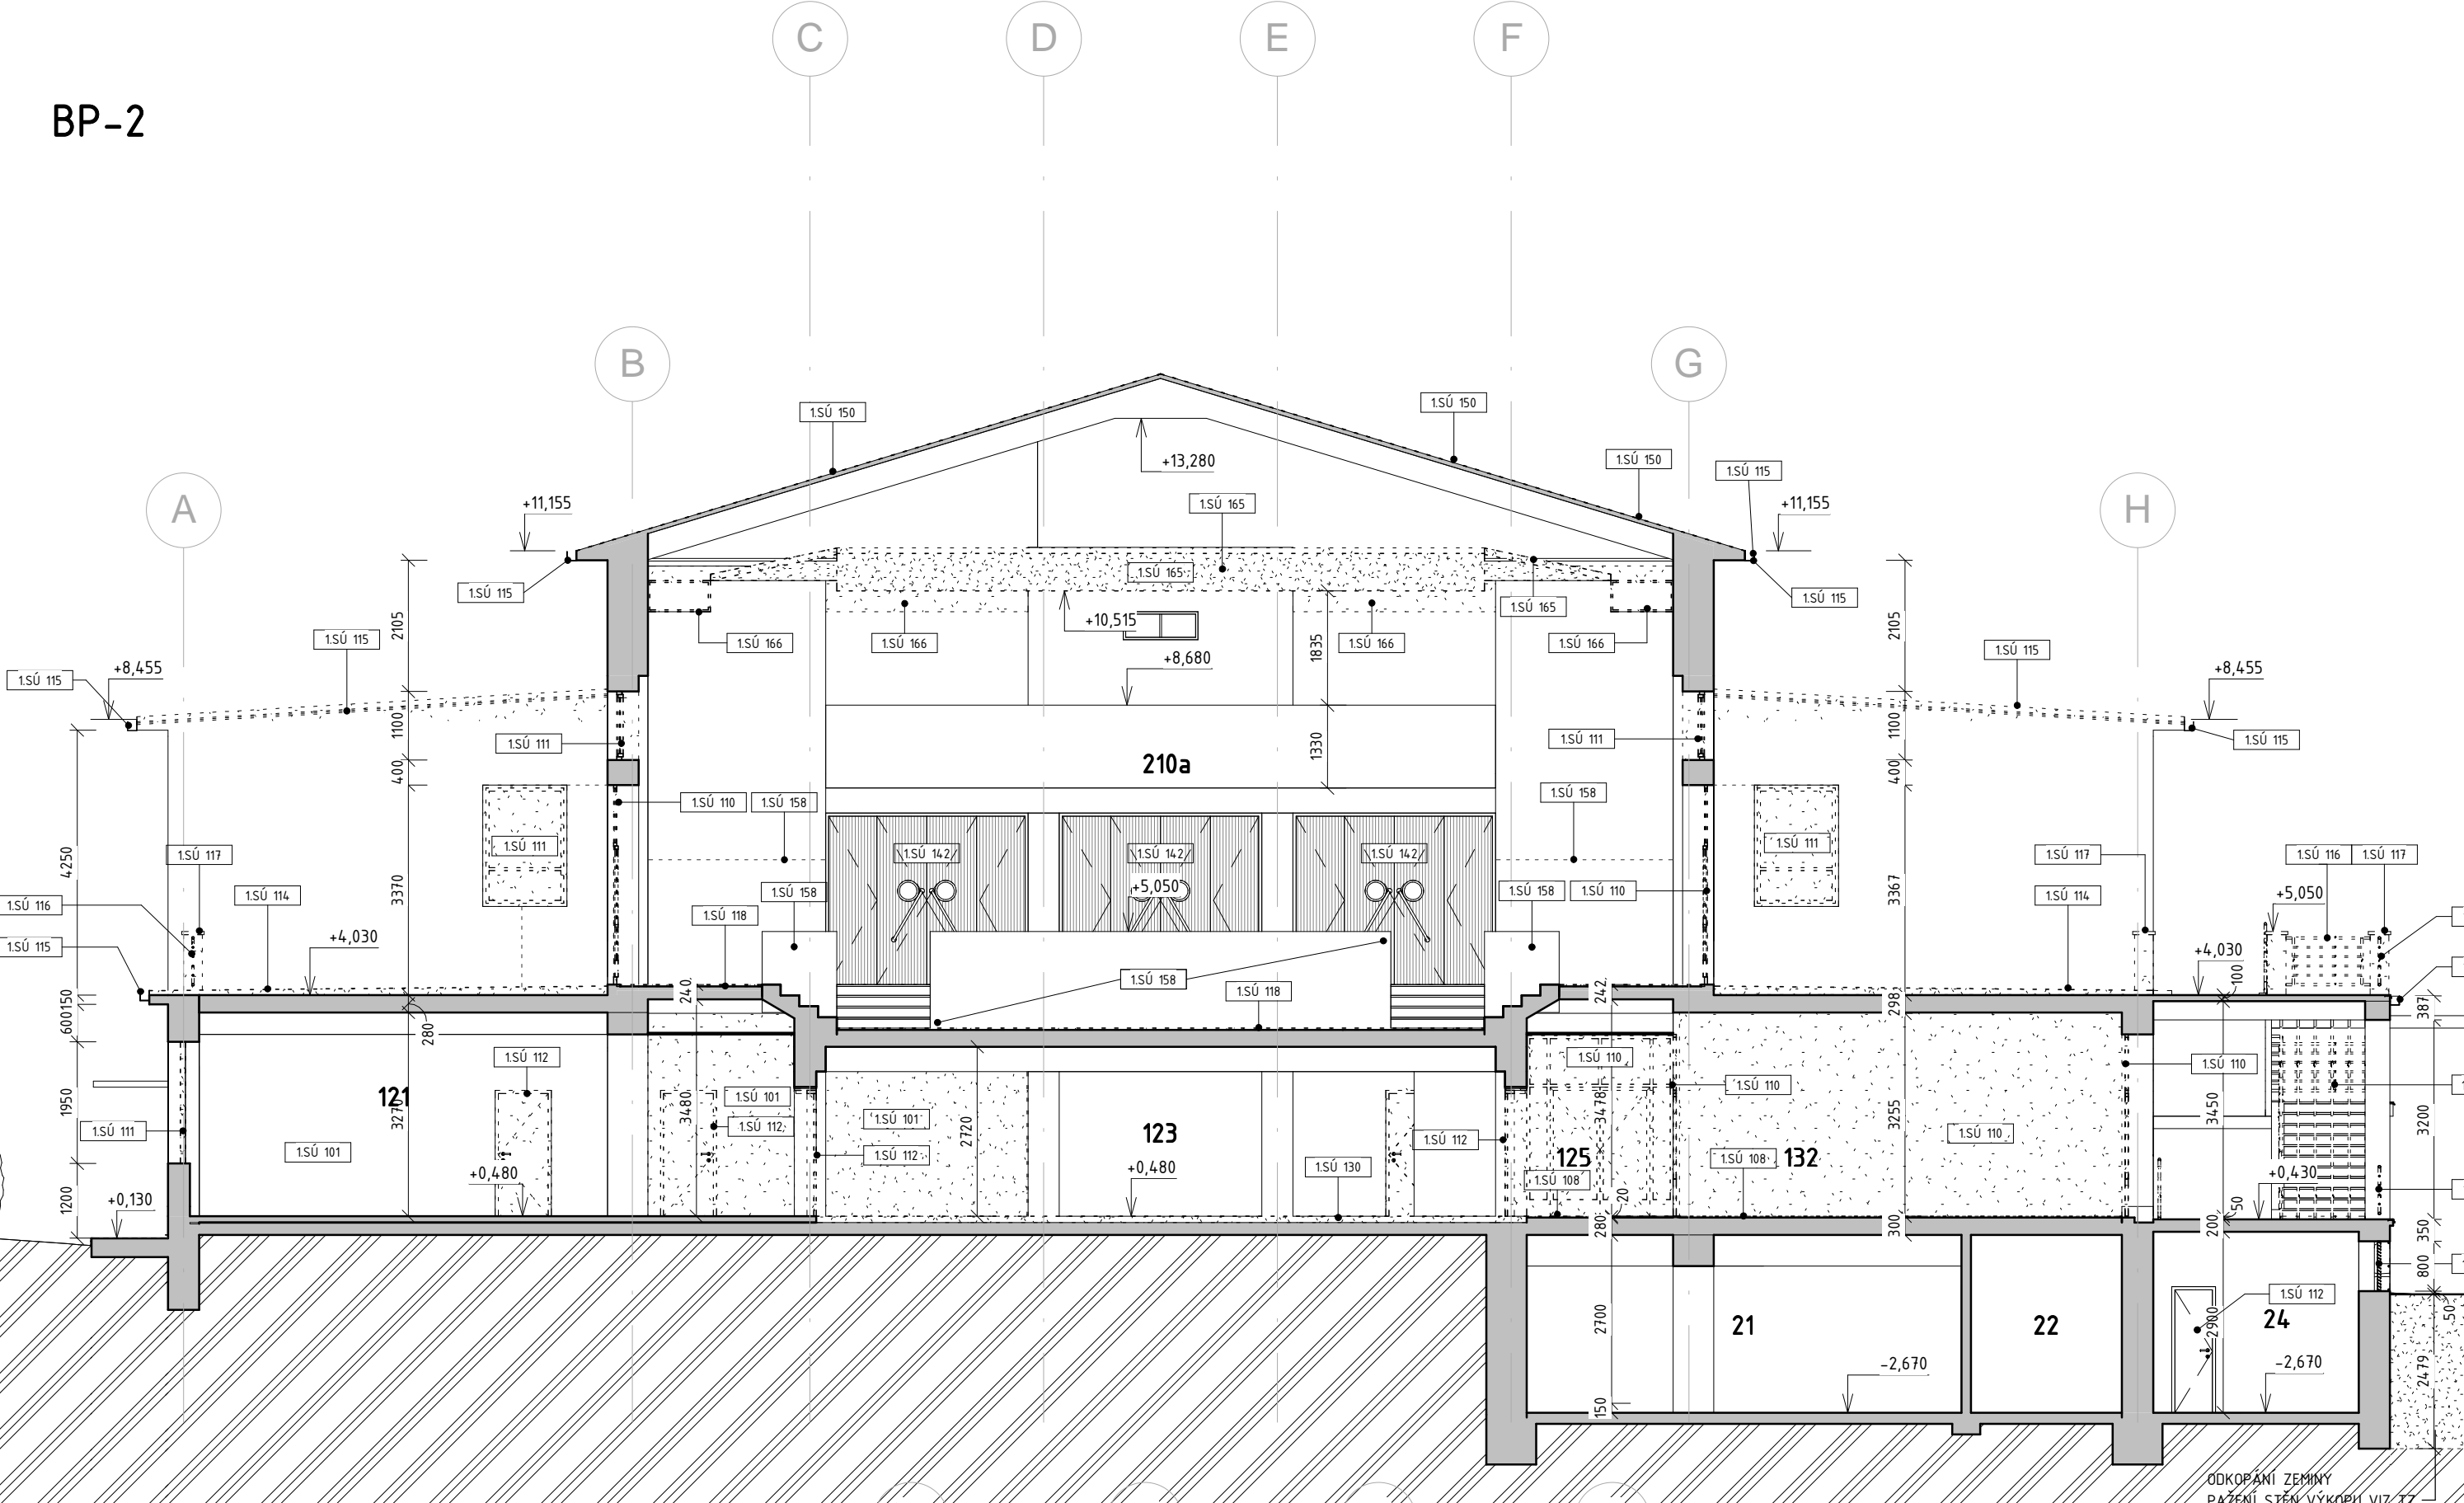 C
D
E
F
BP-2
B
G
1.SÚ 150
1.SÚ 150
1.SÚ 150
1.SÚ 115
+13,280
A
H
+11,155
1.SÚ 165
+11,155
1.SÚ 165
1.SÚ 115
1.SÚ 115
1.SÚ 165
2105
+10,515
2105
1.SÚ 115
1.SÚ 166
1.SÚ 166
1835
1.SÚ 166
1.SÚ 166
1.SÚ 115
+8,455
1.SÚ 115
+8,680
+8,455
1100
1.SÚ 111
1330
1.SÚ 111
1100
1.SÚ 115
210a
400
400
1.SÚ 110
1.SÚ 158
1.SÚ 158
4250
1.SÚ 117
1.SÚ 111
1.SÚ 142
1.SÚ 142
1.SÚ 142
1.SÚ 111
1.SÚ 117
1.SÚ 116
1.SÚ 117
1.SÚ 116
1.SÚ 114
3370
1.SÚ 158
+5,050
1.SÚ 158
1.SÚ 110
3367
1.SÚ 114
+5,050
1.SÚ 118
1.SÚ 115
+4,030
+4,030
1.SÚ 158
1.SÚ 118
100
150
240
242
298
387
600
280
1.SÚ 112
1.SÚ 110
1.SÚ 110
1.SÚ 110
121
3270
1.SÚ 101
3480
1950
1.SÚ 111
1.SÚ 112
1.SÚ 101
2720
123
1.SÚ 112
3478
3255
1.SÚ 110
3450
3200
1.SÚ 101
1.SÚ 112
1.SÚ 130
125
1.SÚ 108
132
+0,480
+0,480
1.SÚ 108
+0,430
1200
+0,130
20
50
280
300
200
350
800
1.SÚ 112
50
2700
21
22
2900
24
-2,670
-2,670
2479
150
ODKOPÁNÍ ZEMINY
PAŽENÍ STĚN VÝKOPU VIZ TZ